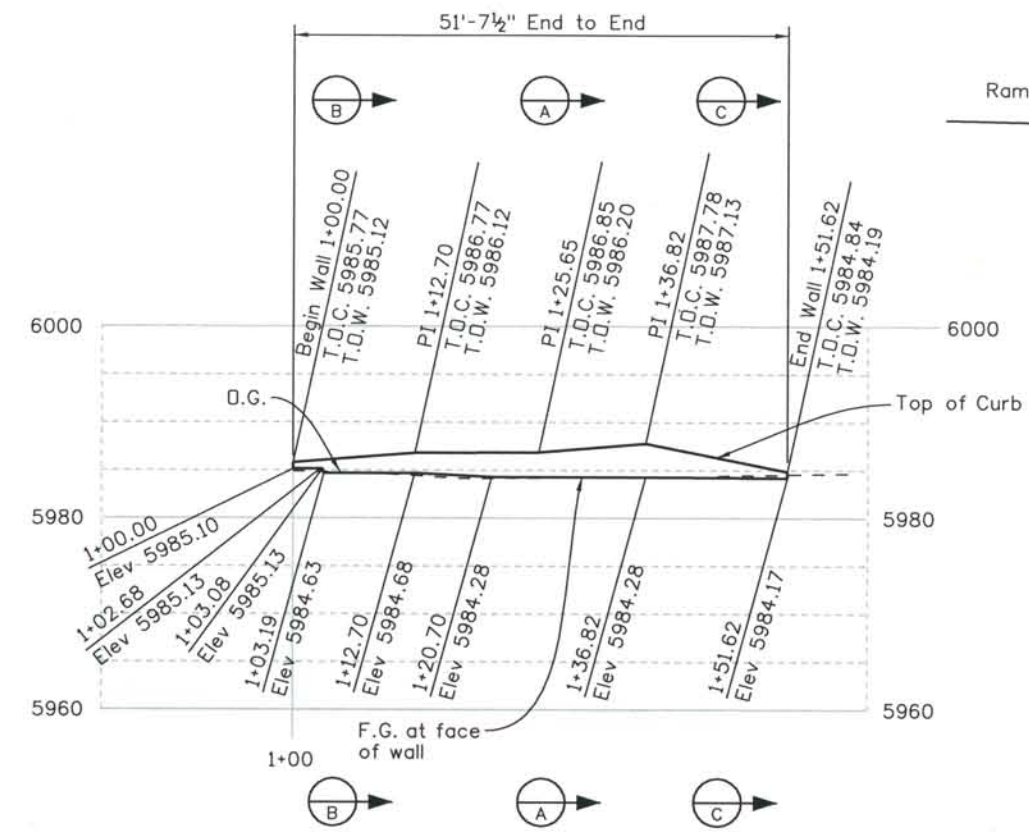 51'-7½" End to End
B
A
C
Ram
Begin Wall 1+00.00
T.O.C. 5985.77
T.O.W. 5985.12
PI 1+12.70
T.O.C. 5986.77
T.O.W. 5986.12
PI 1+25.65
T.O.C. 5986.85
T.O.W. 5986.20
PI 1+36.82
T.O.C. 5987.78
T.O.W. 5987.13
End Wall 1+51.62
T.O.C. 5984.84
T.O.W. 5984.19
6000
6000
O.G.
Top of Curb
5980
5980
1+00.00
Elev 5985.10
1+02.68
Elev 5985.13
1+03.08
Elev 5985.13
1+03.19
Elev 5984.63
1+12.70
Elev 5984.68
1+20.70
Elev 5984.28
1+36.82
Elev 5984.28
1+51.62
Elev 5984.17
5960
5960
F.G. at face
of wall
1+00
B
A
C